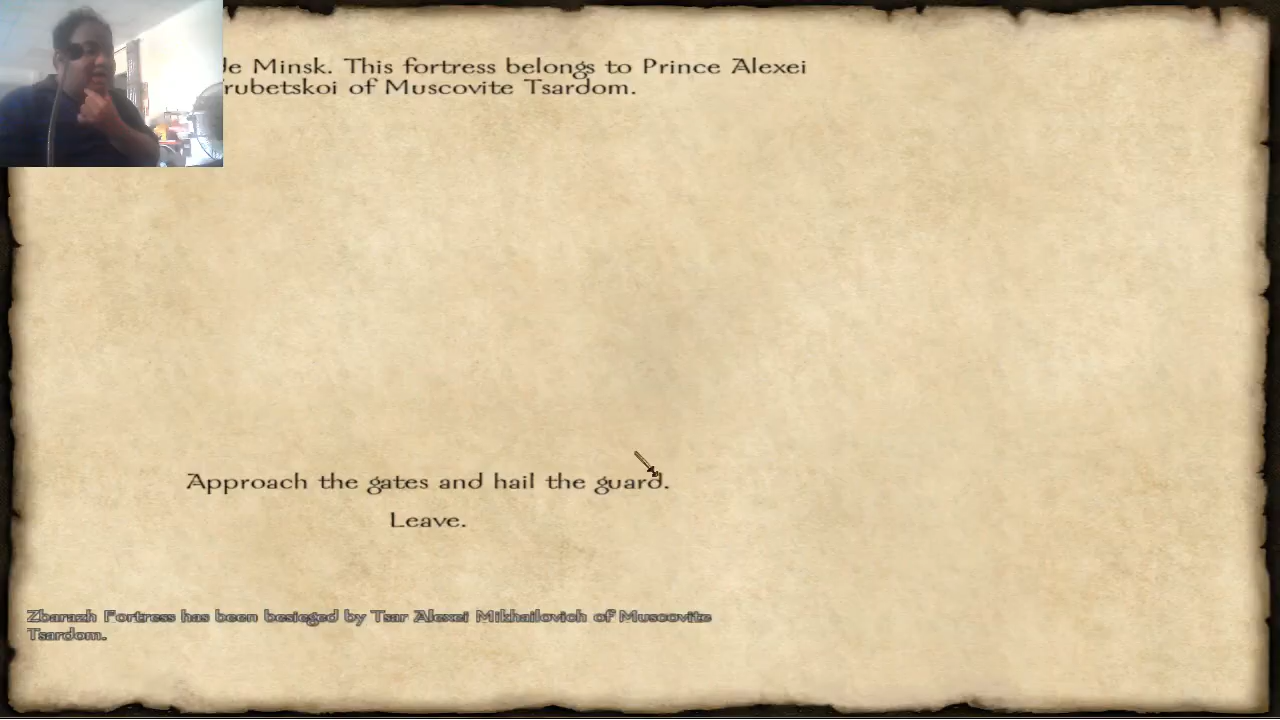 Minsk. This fortress belongs to Prince Alexei
rubetskoi of Muscovite Tsardom.
Approach the gates and hail the guard.
Leave.
Zbarazh Fortress has been besieged by Tsar Alexei Mikhailovich of Muscovite
Tsardom.